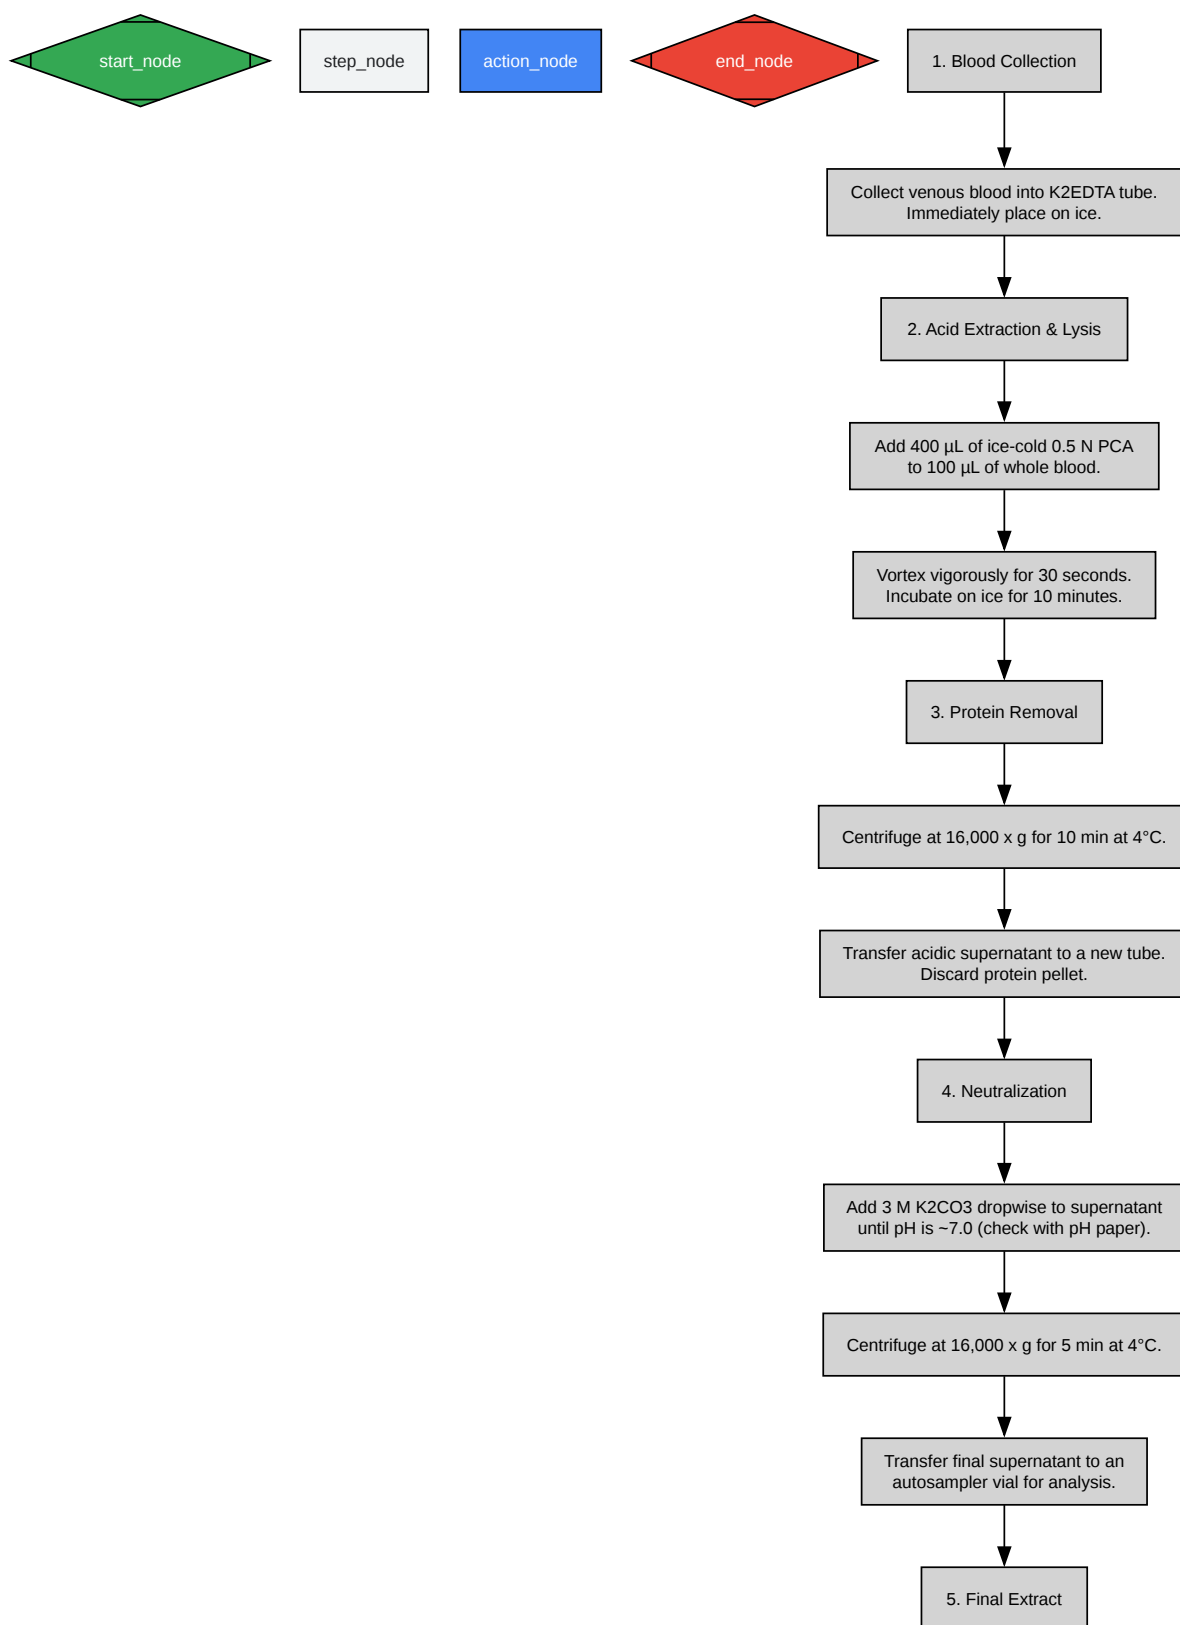 start_node
step_node
action_node
end_node
1. Blood Collection
Collect venous blood into K2EDTA tube.
Immediately place on ice.
2. Acid Extraction & Lysis
Add 400 µL of ice-cold 0.5 N PCA
to 100 µL of whole blood.
Vortex vigorously for 30 seconds.
Incubate on ice for 10 minutes.
3. Protein Removal
Centrifuge at 16,000 x g for 10 min at 4°C.
Transfer acidic supernatant to a new tube.
Discard protein pellet.
4. Neutralization
Add 3 M K2CO3 dropwise to supernatant
until pH is ~7.0 (check with pH paper).
Centrifuge at 16,000 x g for 5 min at 4°C.
Transfer final supernatant to an
autosampler vial for analysis.
5. Final Extract